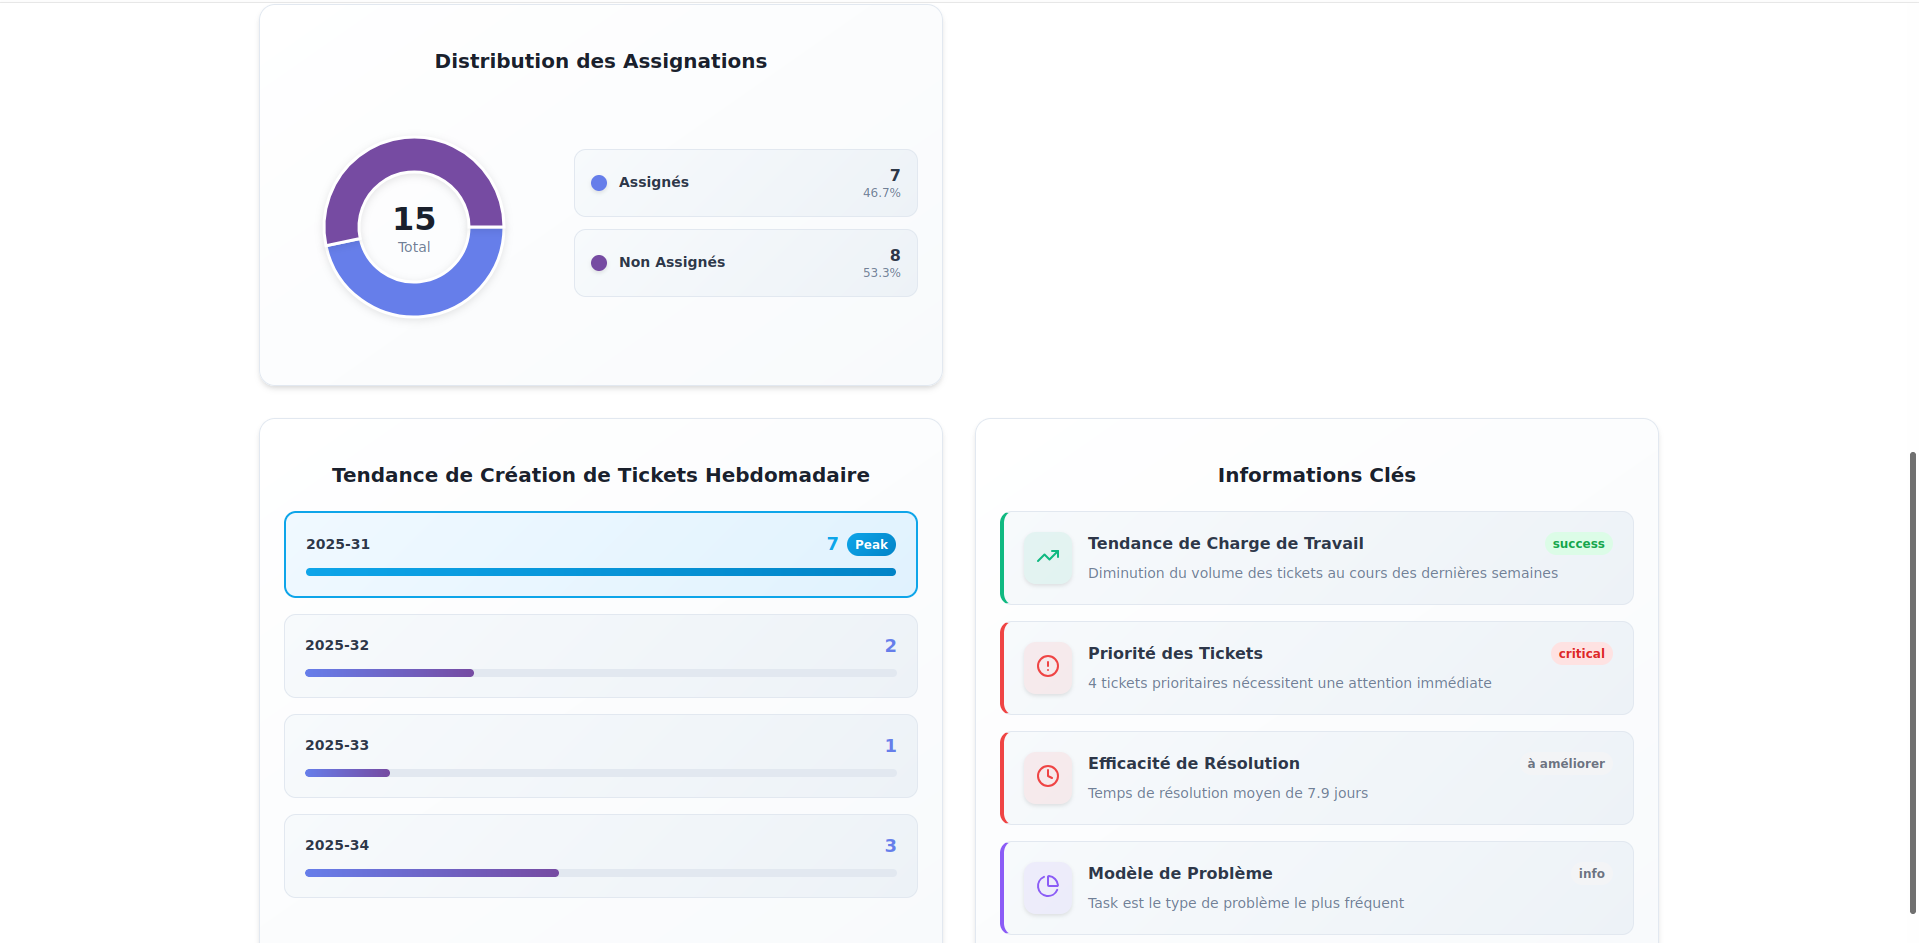 Distribution des Assignations
15
Total
Assignés
7
46.7%
Non Assignés
8
53.3%
Tendance de Création de Tickets Hebdomadaire
2025-31
7 Peak
2025-32
2
2025-33
1
2025-34
3
Informations Clés
Tendance de Charge de Travail
success
Diminution du volume des tickets au cours des dernières semaines
Priorité des Tickets
critical
4 tickets prioritaires nécessitent une attention immédiate
Efficacité de Résolution
à améliorer
Temps de résolution moyen de 7.9 jours
Modèle de Problème
info
Task est le type de problème le plus fréquent